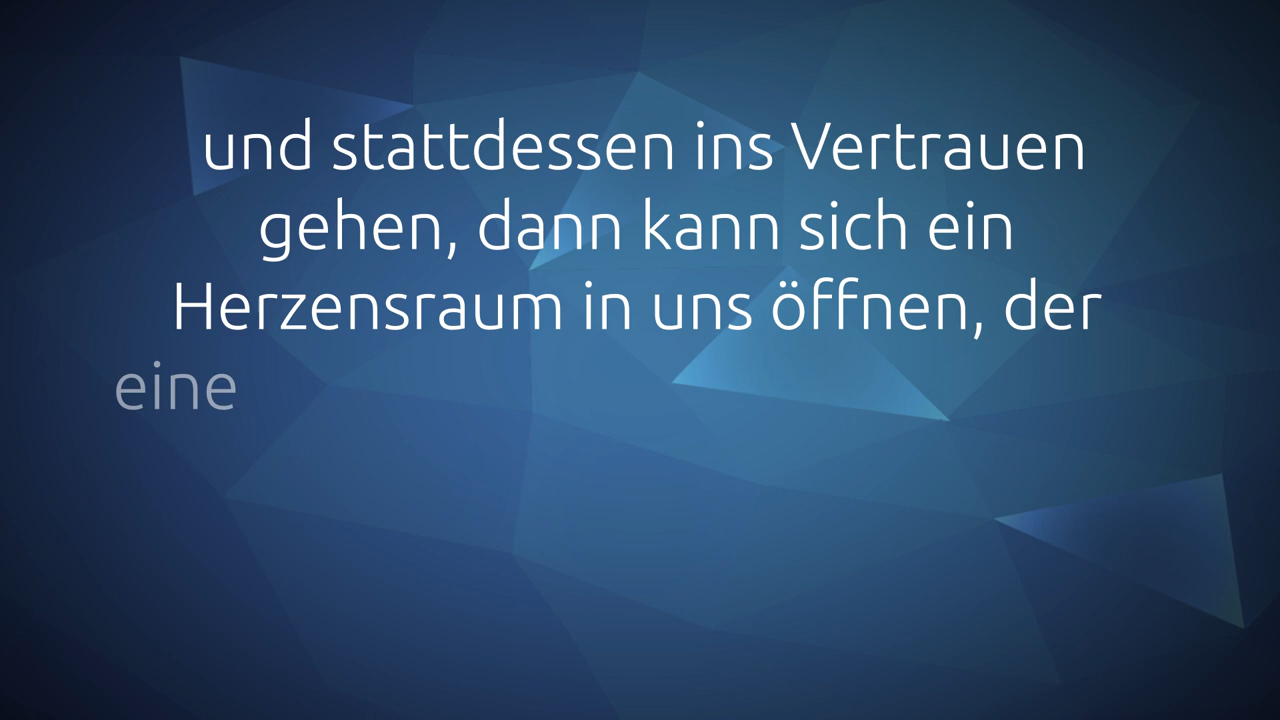 und stattdessen ins Vertrauen
gehen, dann kann sich ein
Herzensraum in uns öffnen, der
eine